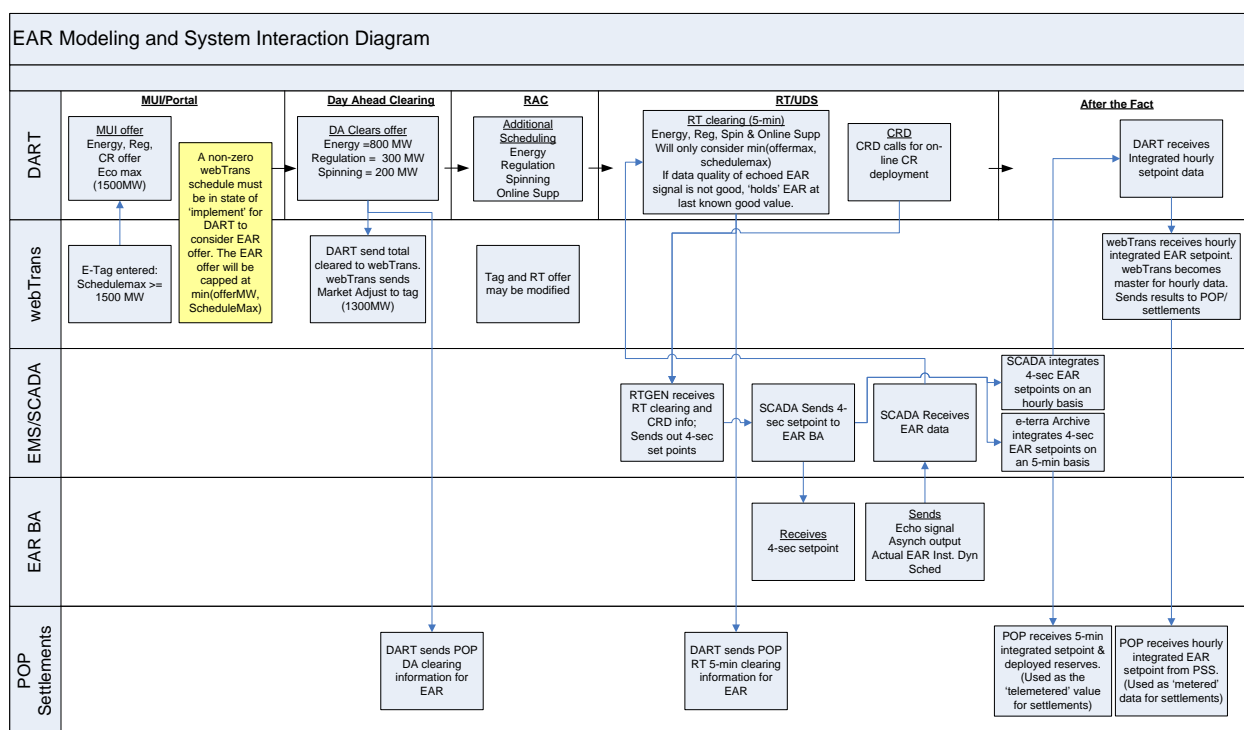 EAR Modeling and System Interaction Diagram
MUI/Portal
Day Ahead Clearing
RAC
RT/UDS
After the Fact
DART
MUI offer
Energy, Reg,
CR offer
Eco max
(1500MW)
A non-zero
webTrans
schedule must
be in state of
‘implement’ for
DART to
consider EAR
offer. The EAR
offer will be
capped at
min(offerMW,
ScheduleMax)
DA Clears offer
Energy =800 MW
Regulation = 300 MW
Spinning = 200 MW
Additional
Scheduling
Energy
Regulation
Spinning
Online Supp
RT clearing (5-min)
Energy, Reg, Spin & Online Supp
Will only consider min(offermax,
schedulemax)
If data quality of echoed EAR
signal is not good, ‘holds’ EAR at
last known good value.
CRD
CRD calls for on-
line CR
deployment
DART receives
Integrated hourly
setpoint data
webTrans
E-Tag entered:
Schedulemax >=
1500 MW
DART send total
cleared to webTrans.
webTrans sends
Market Adjust to tag
(1300MW)
Tag and RT offer
may be modified
webTrans receives hourly
integrated EAR setpoint.
webTrans becomes
master for hourly data.
Sends results to POP/
settlements
EMS/SCADA
RTGEN receives
RT clearing and
CRD info;
Sends out 4-sec
set points
SCADA Sends 4-
sec setpoint to
EAR BA
SCADA Receives
EAR data
SCADA integrates
4-sec EAR
setpoints on an
hourly basis
e-terra Archive
integrates 4-sec
EAR setpoints on
an 5-min basis
EAR BA
Receives
4-sec setpoint
Sends
Echo signal
Asynch output
Actual EAR Inst. Dyn
Sched
POP
Settlements
DART sends POP
DA clearing
information for
EAR
DART sends POP
RT 5-min clearing
information for
EAR
POP receives 5-min
integrated setpoint &
deployed reserves.
(Used as the
‘telemetered’ value
for settlements)
POP receives hourly
integrated EAR
setpoint from PSS.
(Used as ‘metered’
data for settlements)